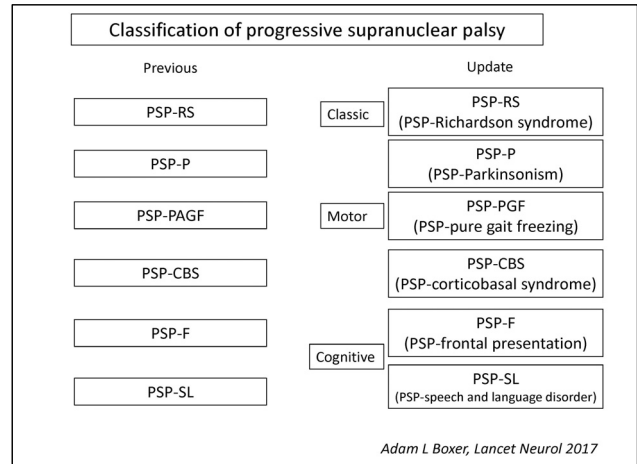 Classification of progressive supranuclear palsy
Previous
Update
PSP-RS
Classic
PSP-RS
(PSP-Richardson syndrome)
PSP-P
PSP-P
(PSP-Parkinsonism)
PSP-PAGF
Motor
PSP-PGF
(PSP-pure gait freezing)
PSP-CBS
PSP-CBS
(PSP-corticobasal syndrome)
PSP-F
Cognitive
PSP-F
(PSP-frontal presentation)
PSP-SL
PSP-SL
(PSP-speech and language disorder)
Adam L Boxer, Lancet Neurol 2017